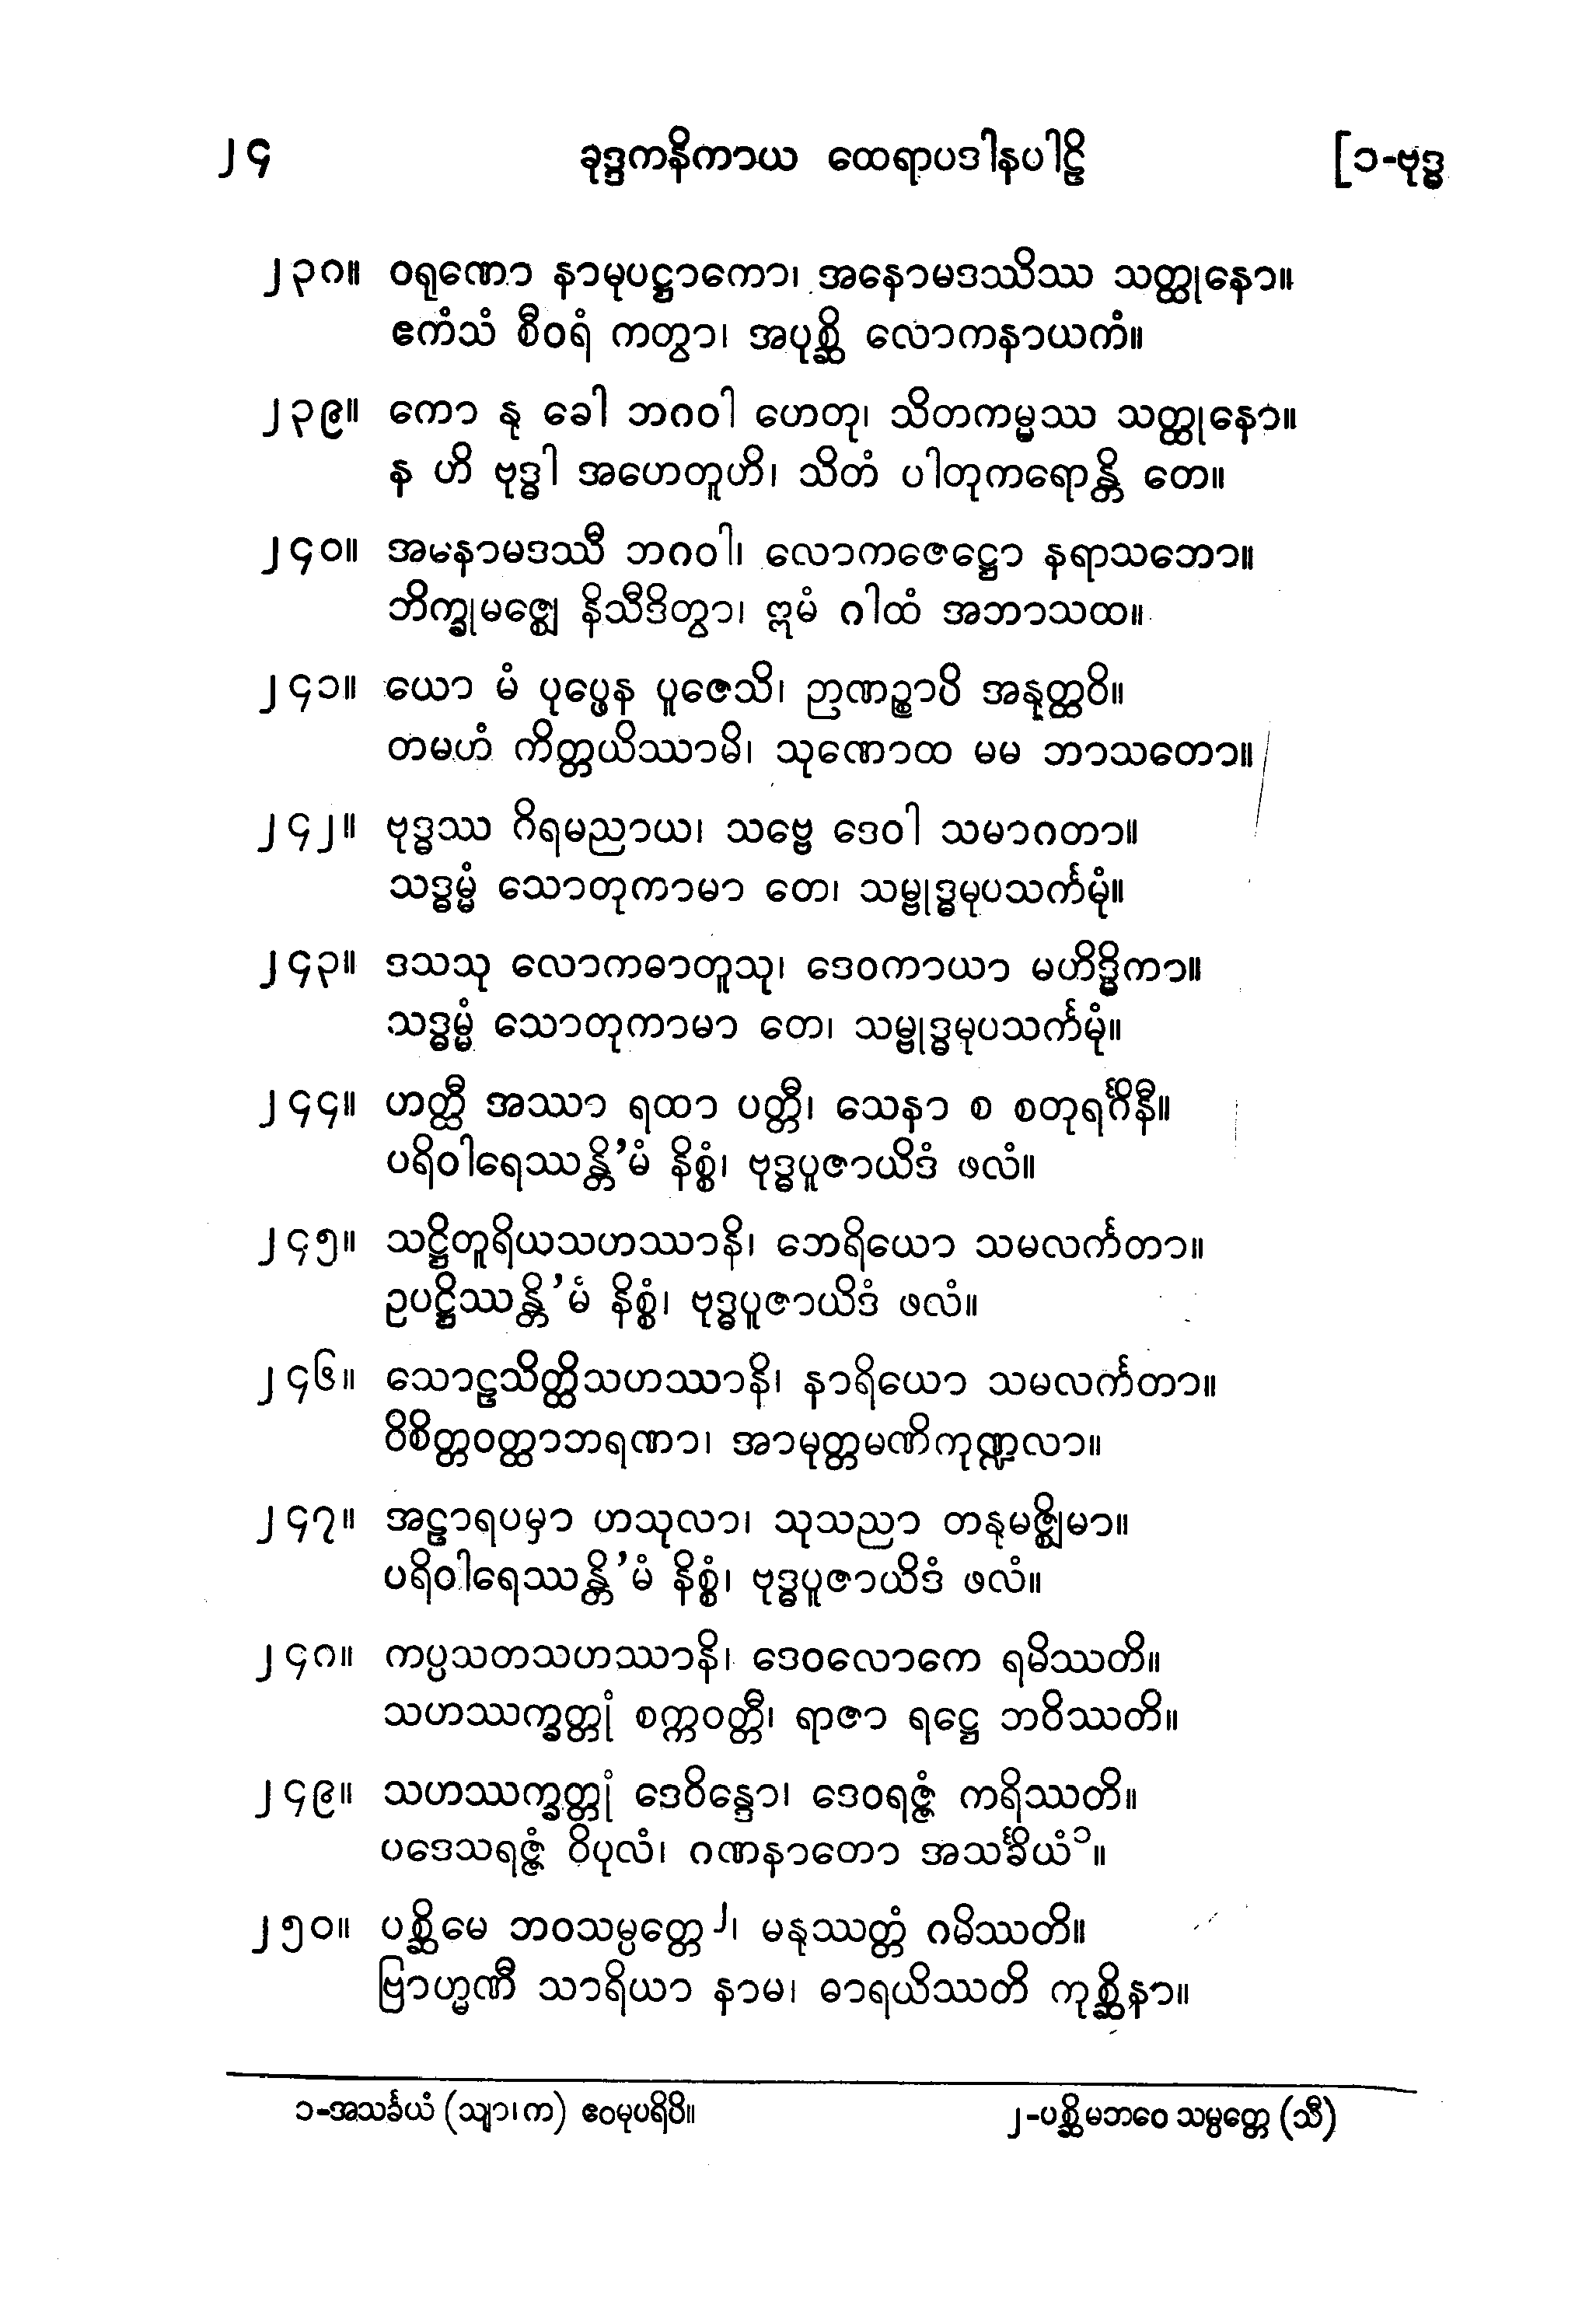 ၂၄ ခုဒ္ဒကနိကာယ ထေရာပဒါနပါဠိ [၁-ဗုဒ္ဓ
၂၃၈။ ဝရုဏော နာမုပဋ္ဌာကော၊ အနောမဒဿိဿ သတ္ထုနော။
ဧကံသံ စီဝရံ ကတွာ၊ အပုစ္ဆိ လောကနာယကံ။
၂၃၉။ ကော နု ခေါ ဘဂဝါ ဟေတု၊ သိတကမ္မဿ သတ္ထုနော။
န ဟိ ဗုဒ္ဓါ အဟေတူဟိ၊ သိတံ ပါတုကရောန္တိ တေ။
၂၄၀။ အနောမဒဿီ ဘဂဝါ၊ လောကဇေဋ္ဌော နရာသဘော။
ဘိက္ခုမဇ္ဈေ နိသီဒိတွာ၊ ဣမံ ဂါထံ အဘာသထ။
၂၄၁။ ယော မံ ပုပ္ဖေန ပူဇေသိ၊ ဉာဏဉ္စာပိ အနုတ္ထဝိ။
တမဟံ ကိတ္တယိဿာမိ၊ သုဏောထ မမ ဘာသတော။
၂၄၂။ ဗုဒ္ဓဿ ဂိရမညာယ၊ သဗ္ဗေ ဒေဝါ သမာဂတာ။
သဒ္ဓမ္မံ သောတုကာမာ တေ၊ သမ္ဗုဒ္ဓမုပသင်္ကမုံ။
၂၄၃။ ဒသသု လောကဓာတူသု၊ ဒေဝကာယာ မဟိဒ္ဓိကာ။
သဒ္ဓမ္မံ သောတုကာမာ တေ၊ သမ္ဗုဒ္ဓမုပသင်္ကမုံ။
၂၄၄။ ဟတ္ထီ အဿာ ရထာ ပတ္တီ၊ သေနာ စ စတုရင်္ဂိနီ။
ပရိဝါရေဿန္တိ’မံ နိစ္စံ၊ ဗုဒ္ဓပူဇာယိဒံ ဖလံ။
၂၄၅။ သဋ္ဌိတူရိယသဟဿာနိ၊ ဘေရိယော သမလင်္ကတာ။
ဥပဋ္ဌိဿန္တိ’မံ နိစ္စံ၊ ဗုဒ္ဓပူဇာယိဒံ ဖလံ။
၂၄၆။ သောဠသိတ္ထိသဟဿာနိ၊ နာရိယော သမလင်္ကတာ။
ဝိစိတ္တဝတ္ထာဘရဏာ၊ အာမုတ္တမဏိကုဏ္ဍလာ။
၂၄၇။ အဠာရပမှာ ဟသုလာ၊ သုသညာ တနုမဇ္ဈိမာ။
ပရိဝါရေဿန္တိ’မံ နိစ္စံ၊ ဗုဒ္ဓပူဇာယိဒံ ဖလံ။
၂၄၈။ ကပ္ပသတသဟဿာနိ၊ ဒေဝလောကေ ရမိဿတိ။
သဟဿက္ခတ္တုံ စက္ကဝတ္တီ၊ ရာဇာ ရဋ္ဌေ ဘဝိဿတိ။
၂၄၉။ သဟဿက္ခတ္တုံ ဒေဝိန္ဒော၊ ဒေဝရဇ္ဇံ ကရိဿတိ။
ပဒေသရဇ္ဇံ ဝိပုလံ၊ ဂဏနာတော အသင်္ခိယံ၁။
၂၅၀။ ပစ္ဆိမေ ဘဝသမ္ပတ္တေ၂၊ မနုဿတ္တံ ဂမိဿတိ။
ဗြာဟ္မဏီ သာရိယာ နာမ၊ ဓာရယိဿတိ ကုစ္ဆိနာ။
၁-အသင်္ခယံ (သျာ၊ က) ဧဝမုပရိပိ။ ၂-ပစ္ဆိမဘဝေ သမ္ပတ္တေ (သီ)